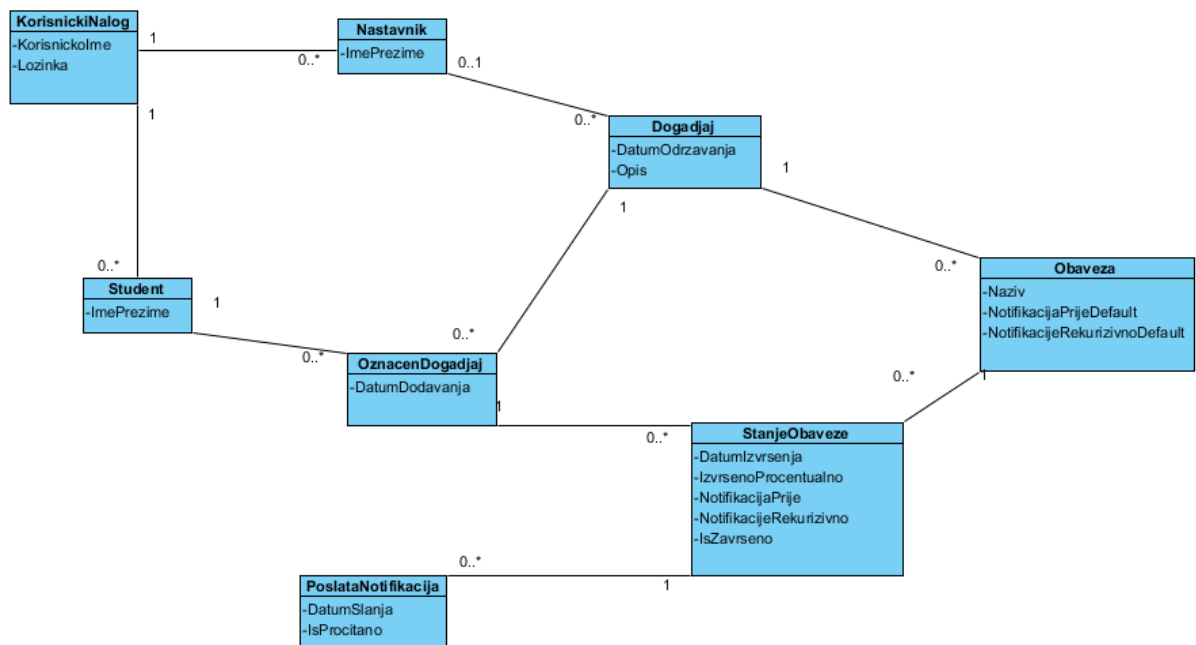 KorisnickiNalog
-KorisnickoIme
-Lozinka
1
0..*
Nastavnik
-ImePrezime
0..1
0..*
Dogadjaj
-DatumOdrzavanja
-Opis
1
1
1
0..*
Student
-ImePrezime
1
0..*
0..*
OznacenDogadjaj
-DatumDodavanja
1
0..*
Obaveza
-Naziv
-NotifikacijaPrijeDefault
-NotifikacijeRekurizivnoDefault
1
0..*
0..*
StanjeObaveze
-DatumIzvrsenja
-IzvrsenoProcentualno
-NotifikacijaPrije
-NotifikacijeRekurizivno
-IsZavrseno
0..*
1
PoslataNotifikacija
-DatumSlanja
-IsProcitano